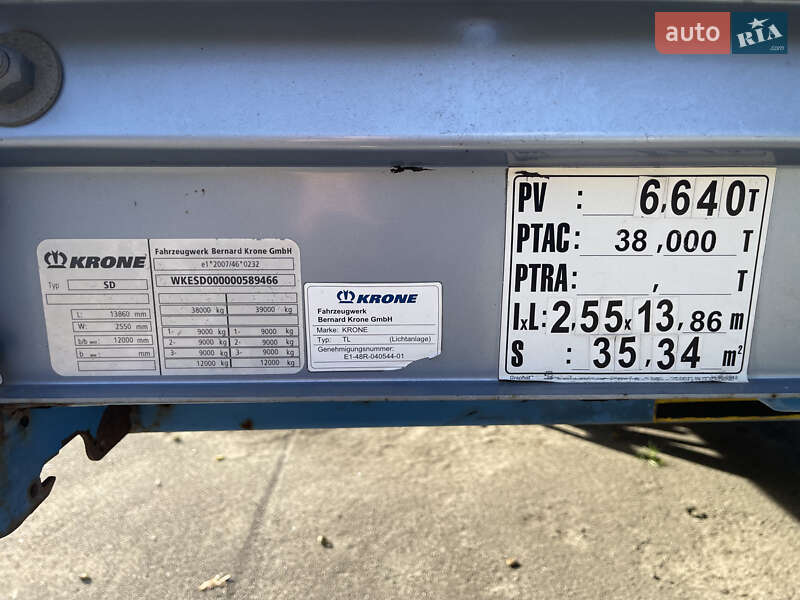 auto RIA .com
KRONE
Typ SD
L: 13860 mm
W: 2550 mm
12000 mm
mm
Fahrzeugwerk Bernard Krone GmbH
e1*2007/46*0232
WKESD000000589466
38000 kg 39000 kg
1- 9000 kg 1- 9000 kg
2- 9000 kg 2- 9000 kg
3- 9000 kg 3- 9000 kg
12000 kg 12000 kg
KRONE
Fahrzeugwerk
Bernard Krone GmbH
Marke: KRONE
Typ: TL (Lichtanlage)
Genehmigungsnummer:
E1-48R-040544-01
PV : 6,640 T
PTAC: 38,000 T
PTRA: , T
IxL: 2,55x13,86 m
S : 35,34 m²